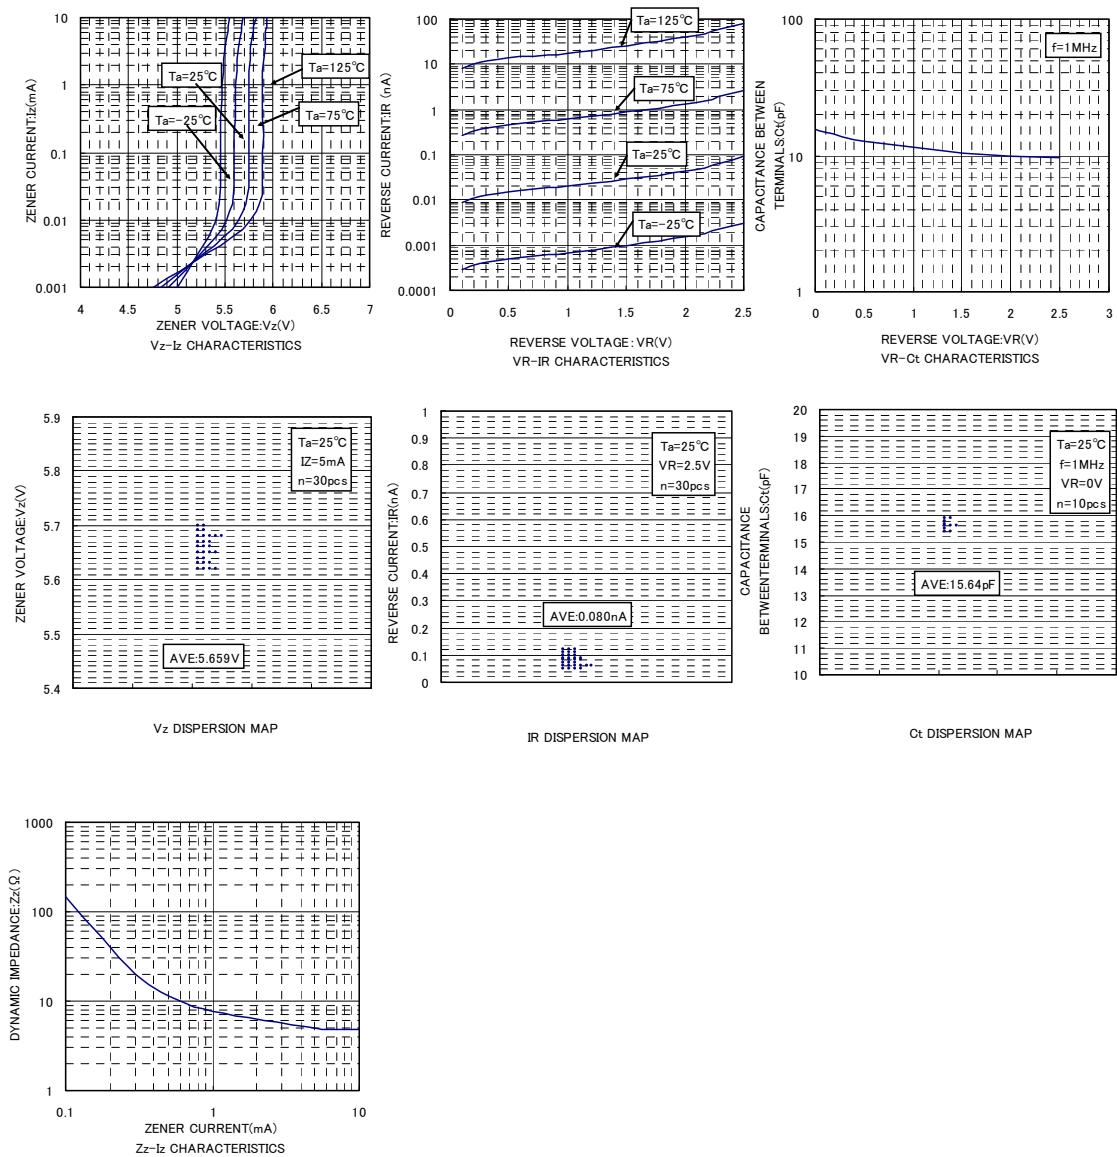 ZENER CURRENT:Iz(mA)
10
1
0.1
0.01
0.001
Ta=25°C
Ta=125°C
Ta=-25°C
Ta=75°C
4 4.5 5 5.5 6 6.5 7
ZENER VOLTAGE:Vz(V)
Vz-Iz CHARACTERISTICS
REVERSE CURRENT:IR (nA)
100
10
1
0.1
0.01
0.001
0.0001
Ta=125°C
Ta=75°C
Ta=25°C
Ta=-25°C
0 0.5 1.0 1.5 2.0 2.5
REVERSE VOLTAGE: VR(V)
VR-IR CHARACTERISTICS
CAPACITANCE BETWEEN
TERMINALS:Ct(pF)
100
10
1
f=1MHz
0 0.5 1 1.5 2 2.5 3
REVERSE VOLTAGE:VR(V)
VR-Ct CHARACTERISTICS
ZENER VOLTAGE:Vz(V)
5.9
5.8
5.7
5.6
5.5
5.4
Ta=25°C
IZ=5mA
n=30pcs
AVE:5.659V
Vz DISPERSION MAP
REVERSE CURRENT:IR(nA)
1
0.9
0.8
0.7
0.6
0.5
0.4
0.3
0.2
0.1
0
Ta=25°C
VR=2.5V
n=30pcs
AVE:0.080nA
IR DISPERSION MAP
CAPACITANCE
BETWEENTERMINALS:Ct(pF)
20
19
18
17
16
15
14
13
12
11
10
Ta=25°C
f=1MHz
VR=0V
n=10pcs
AVE:15.64pF
Ct DISPERSION MAP
DYNAMIC IMPEDANCE:Zz(Ω)
1000
100
10
1
0.1 1 10
ZENER CURRENT(mA)
Zz-Iz CHARACTERISTICS